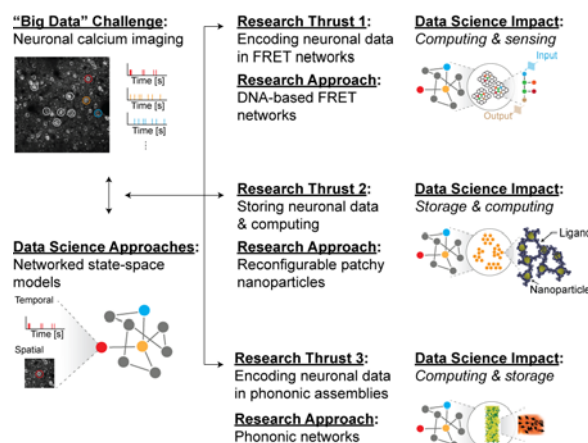 “Big Data” Challenge:
Neuronal calcium imaging
Time [s]
Time [s]
Time [s]
Data Science Approaches:
Networked state-space
models
Temporal
Time [s]
Spatial
Research Thrust 1:
Encoding neuronal data
in FRET networks
Research Approach:
DNA-based FRET
networks
Data Science Impact:
Computing & sensing
Input
Output
Research Thrust 2:
Storing neuronal data
& computing
Research Approach:
Reconfigurable patchy
nanoparticles
Data Science Impact:
Storage & computing
Ligand
Nanoparticle
Research Thrust 3:
Encoding neuronal data
in phononic assemblies
Research Approach:
Phononic networks
Data Science Impact:
Computing & storage